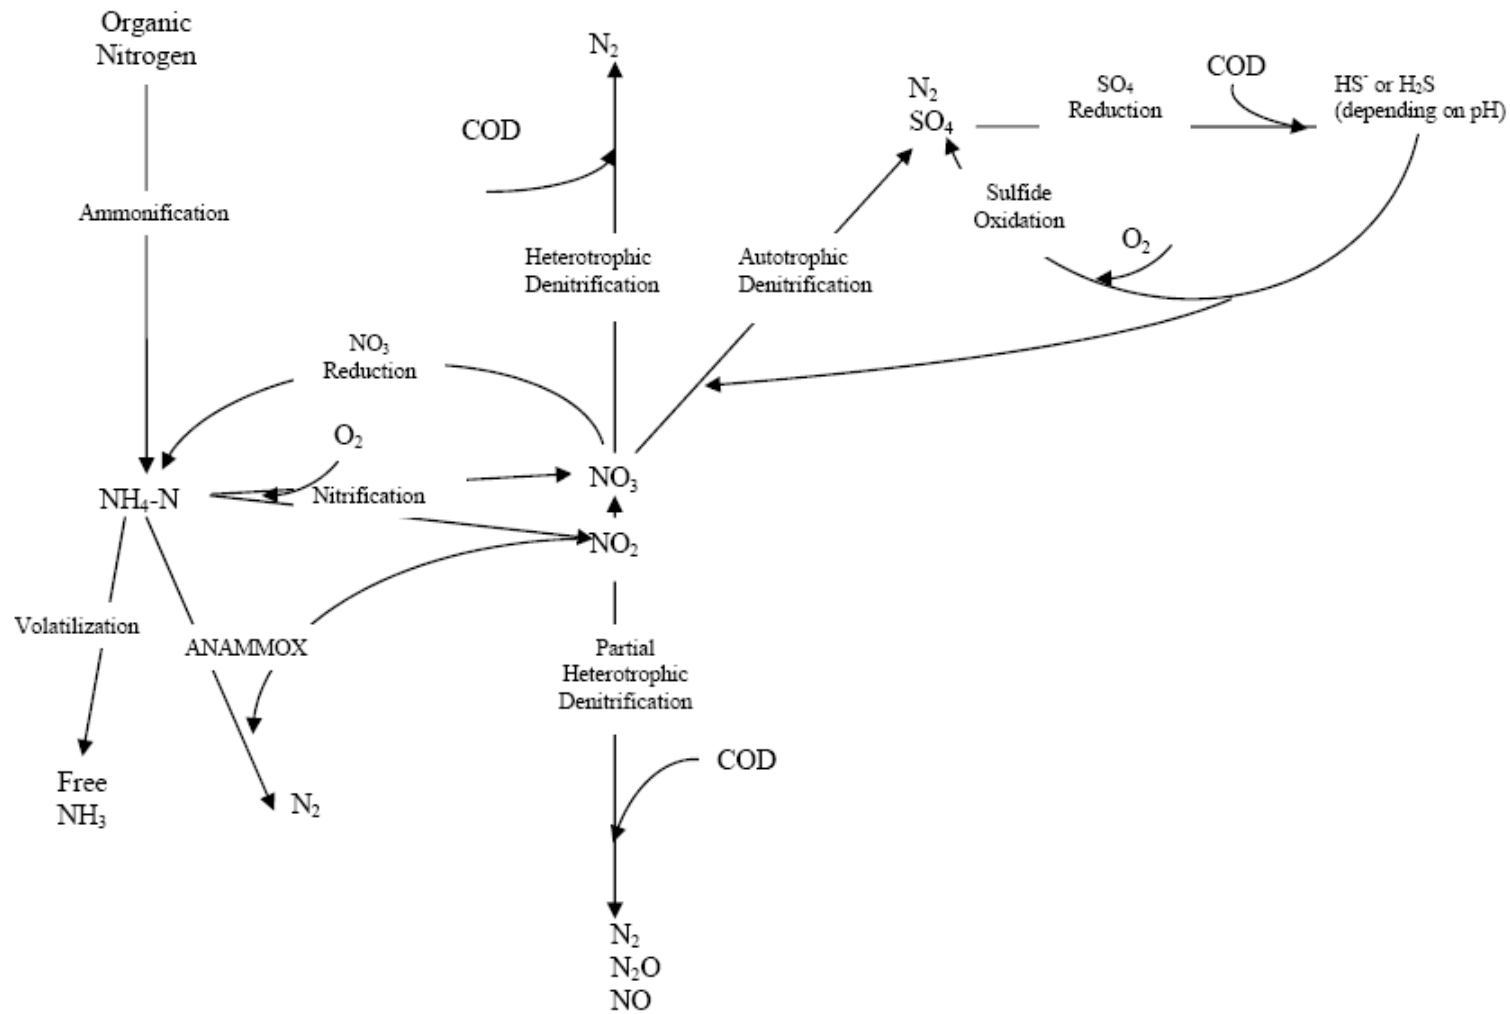 Organic
Nitrogen
N₂
COD
N₂
SO₄
SO₄
Reduction
COD
HS⁻ or H₂S
(depending on pH)
Ammonification
Heterotrophic
Denitrification
Autotrophic
Denitrification
Sulfide
Oxidation
O₂
NO₃
Reduction
O₂
NH₄-N
Nitrification
NO₃
NO₂
Volatilization
ANAMMOX
Partial
Heterotrophic
Denitrification
Free
NH₃
N₂
COD
N₂
N₂O
NO